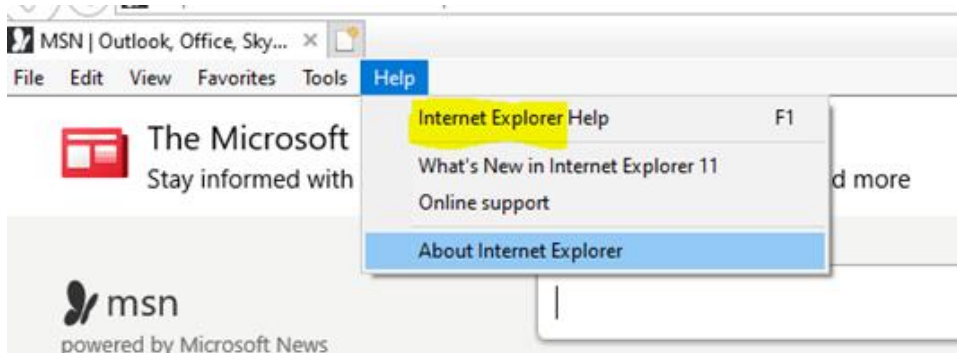 MSN | Outlook, Office, Sky...
File Edit View Favorites Tools Help
Internet Explorer Help F1
What's New in Internet Explorer 11
Online support
About Internet Explorer
The Microsoft
Stay informed with
d more
msn
powered by Microsoft News